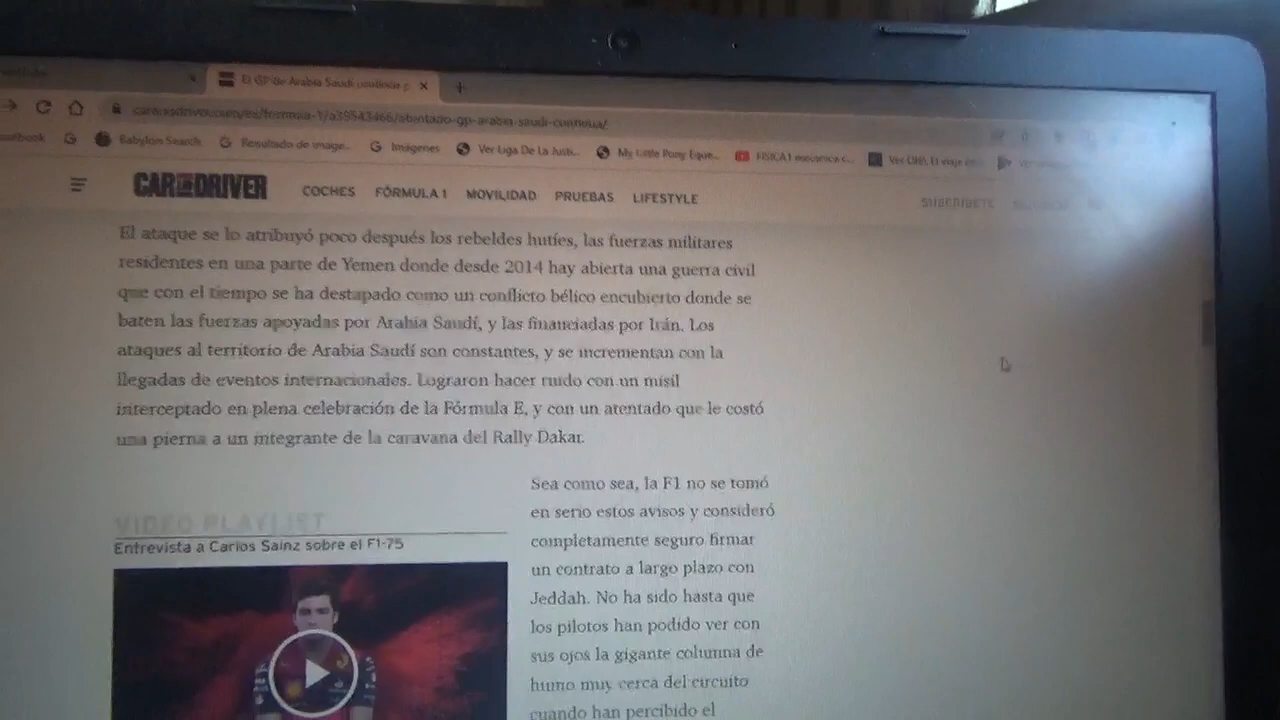 El GP de Arabia Saudí continúa p
caranddriver.com/es/formula-1/a39543466/atentado-gp-arabia-saudi-continua/
Babylon Search
Resultado de image...
Imágenes
Ver Liga De La Justi...
My Little Pony Eque...
FISICA 1 mecanica c...
CAR AND DRIVER
COCHES
FÓRMULA 1
MOVILIDAD
PRUEBAS
LIFESTYLE
SUSCRÍBETE
El ataque se lo atribuyó poco después los rebeldes hutíes, las fuerzas militares
residentes en una parte de Yemen donde desde 2014 hay abierta una guerra civil
que con el tiempo se ha destapado como un conflicto bélico encubierto donde se
baten las fuerzas apoyadas por Arabia Saudí, y las financiadas por Irán. Los
ataques al territorio de Arabia Saudí son constantes, y se incrementan con la
llegadas de eventos internacionales. Lograron hacer ruido con un misil
interceptado en plena celebración de la Fórmula E, y con un atentado que le costó
una pierna a un integrante de la caravana del Rally Dakar.
VIDEO PLAYLIST
Entrevista a Carlos Sainz sobre el F1-75
Sea como sea, la F1 no se tomó
en serio estos avisos y consideró
completamente seguro firmar
un contrato a largo plazo con
Jeddah. No ha sido hasta que
los pilotos han podido ver con
sus ojos la gigante columna de
humo muy cerca del circuito
cuando han percibido el